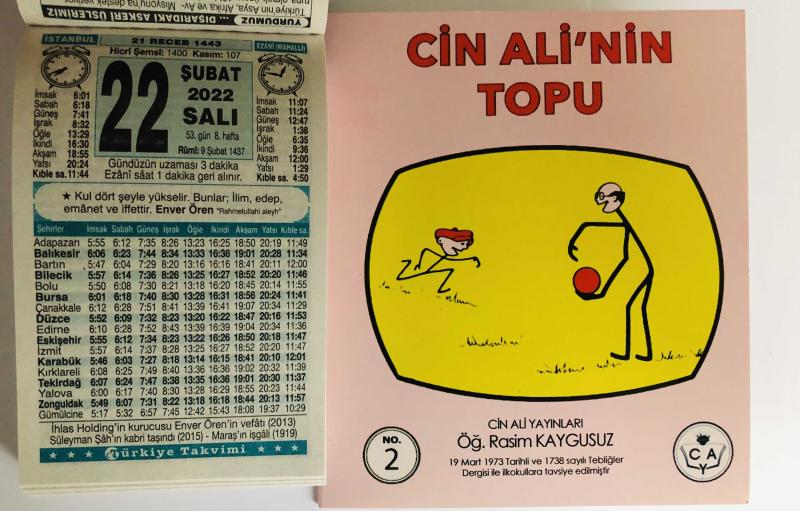 Türkiye'nin Asya, Afrika ve Av-
YURDUMUZ ... DIŞARIDAKİ ASKERÎ ÜSLERİMİZ
İSTANBUL
21 RECEB 1443
EZÂNÎ (MAHALLÎ)
Hicrî Şemsî: 1400 Kasım: 107
22
ŞUBAT
2022
SALI
53. gün 8. hafta
Rûmî: 9 Şubat 1437
İmsak 6:01
Sabah 6:18
Güneş 7:41
İşrak 8:32
Öğle 13:29
İkindi 16:30
Akşam 18:55
Yatsı 20:24
Kıble sa. 11:44
İmsak 11:07
Sabah 11:24
Güneş 12:47
İşrak 1:38
Öğle 6:35
İkindi 9:36
Akşam 12:00
Yatsı 1:29
Kıble sa. 4:50
Gündüzün uzaması 3 dakika
Ezânî sâat 1 dakika geri alınır.
★ Kul dört şeyle yükselir. Bunlar; İlim, edep,
emânet ve iffettir. Enver Ören "Rahmetullahi aleyh"
Şehirler İmsak Sabah Güneş İşrak Öğle İkindi Akşam Yatsı Kıble sa.
Adapazarı 5:55 6:12 7:35 8:26 13:23 16:25 18:50 20:19 11:49
Balıkesir 6:06 6:23 7:44 8:34 13:33 16:36 19:01 20:28 11:34
Bartın 5:47 6:04 7:29 8:20 13:16 16:16 18:41 20:11 12:00
Bilecik 5:57 6:14 7:36 8:26 13:25 16:27 18:52 20:20 11:46
Bolu 5:50 6:08 7:30 8:21 13:18 16:20 18:45 20:14 11:55
Bursa 6:01 6:18 7:40 8:30 13:28 16:31 18:56 20:24 11:41
Çanakkale 6:12 6:28 7:51 8:41 13:39 16:41 19:07 20:34 11:29
Düzce 5:52 6:09 7:32 8:23 13:20 16:22 18:47 20:16 11:53
Edirne 6:10 6:28 7:52 8:43 13:39 16:39 19:04 20:34 11:36
Eskişehir 5:55 6:12 7:34 8:23 13:22 16:26 18:50 20:18 11:47
İzmit 5:57 6:14 7:37 8:28 13:25 16:27 18:52 20:20 11:47
Karabük 5:46 6:03 7:27 8:18 13:14 16:15 18:41 20:10 12:01
Kırklareli 6:08 6:25 7:49 8:40 13:36 16:36 19:02 20:32 11:39
Tekirdağ 6:07 6:24 7:47 8:38 13:35 16:36 19:01 20:30 11:37
Yalova 6:00 6:17 7:40 8:30 13:28 16:29 18:55 20:23 11:44
Zonguldak 5:49 6:07 7:31 8:22 13:18 16:18 18:44 20:13 11:57
Gümülcine 5:17 5:32 6:57 7:45 12:42 15:43 18:08 19:37 10:29
İhlas Holding'in kurucusu Enver Ören'in vefâtı (2013)
Süleyman Şâh'ın kabri taşındı (2015) - Maraş'ın işgâli (1919)
Türkiye Takvimi
CİN ALİ'NİN
TOPU
CİN ALİ YAYINLARI
Öğ. Rasim KAYGUSUZ
19 Mart 1973 Tarihli ve 1738 sayılı Tebliğler
Dergisi ile ilkokullara tavsiye edilmiştir
NO.
2
C A
Y